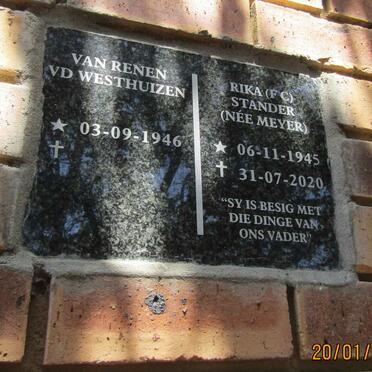 VAN RENEN
VD WESTHUIZEN
★ 03-09-1946
✝
RIKA (F C)
STANDER
(NÉE MEYER)
★ 06-11-1945
✝ 31-07-2020
"SY IS BESIG MET
DIE DINGE VAN
ONS VADER"
20/01/